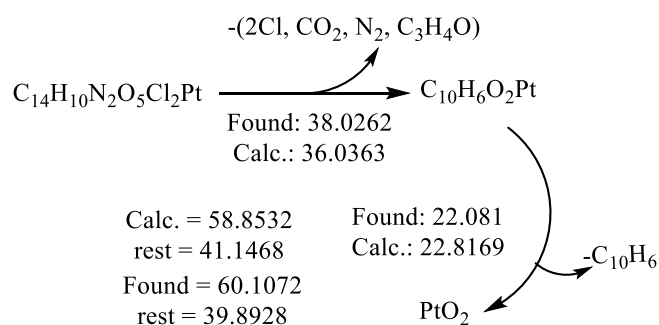 -(2Cl, CO₂, N₂, C₃H₄O)
C₁₄H₁₀N₂O₅Cl₂Pt
C₁₀H₆O₂Pt
Found: 38.0262
Calc.: 36.0363
Calc. = 58.8532
rest = 41.1468
Found = 60.1072
rest = 39.8928
Found: 22.081
Calc.: 22.8169
-C₁₀H₆
PtO₂